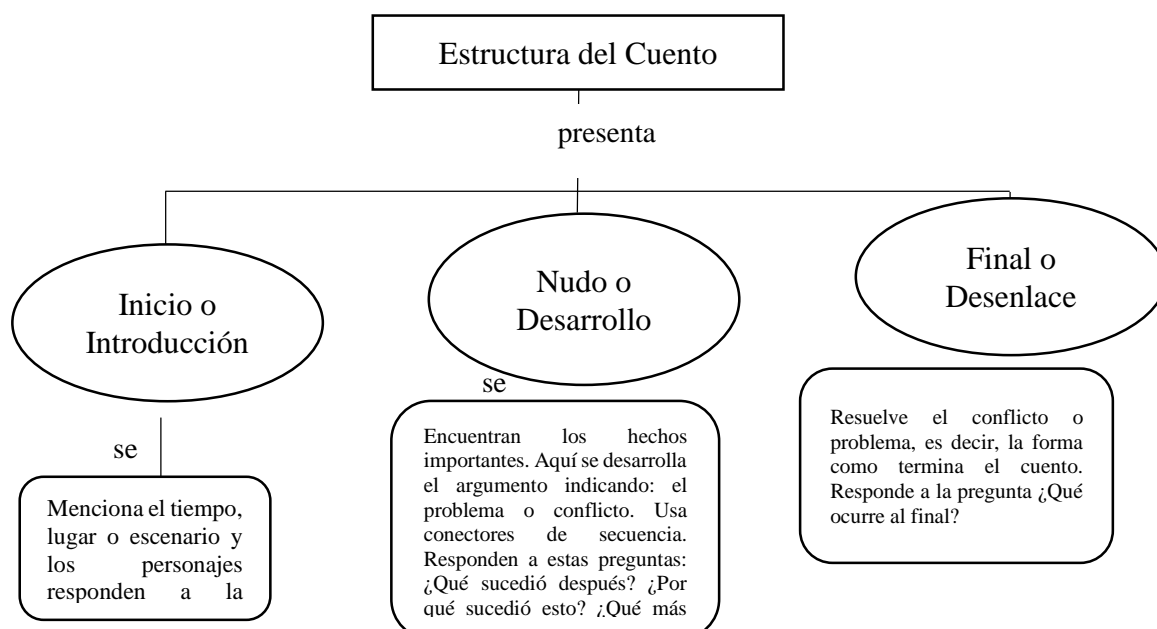 Estructura del Cuento
presenta
Inicio o
Introducción
se
Menciona el tiempo,
lugar o escenario y
los personajes
responden a la
Nudo o
Desarrollo
se
Encuentran los hechos
importantes. Aquí se desarrolla
el argumento indicando: el
problema o conflicto. Usa
conectores de secuencia.
Responden a estas preguntas:
¿Qué sucedió después? ¿Por
qué sucedió esto? ¿Qué más
Final o
Desenlace
Resuelve el conflicto o
problema, es decir, la forma
como termina el cuento.
Responde a la pregunta ¿Qué
ocurre al final?